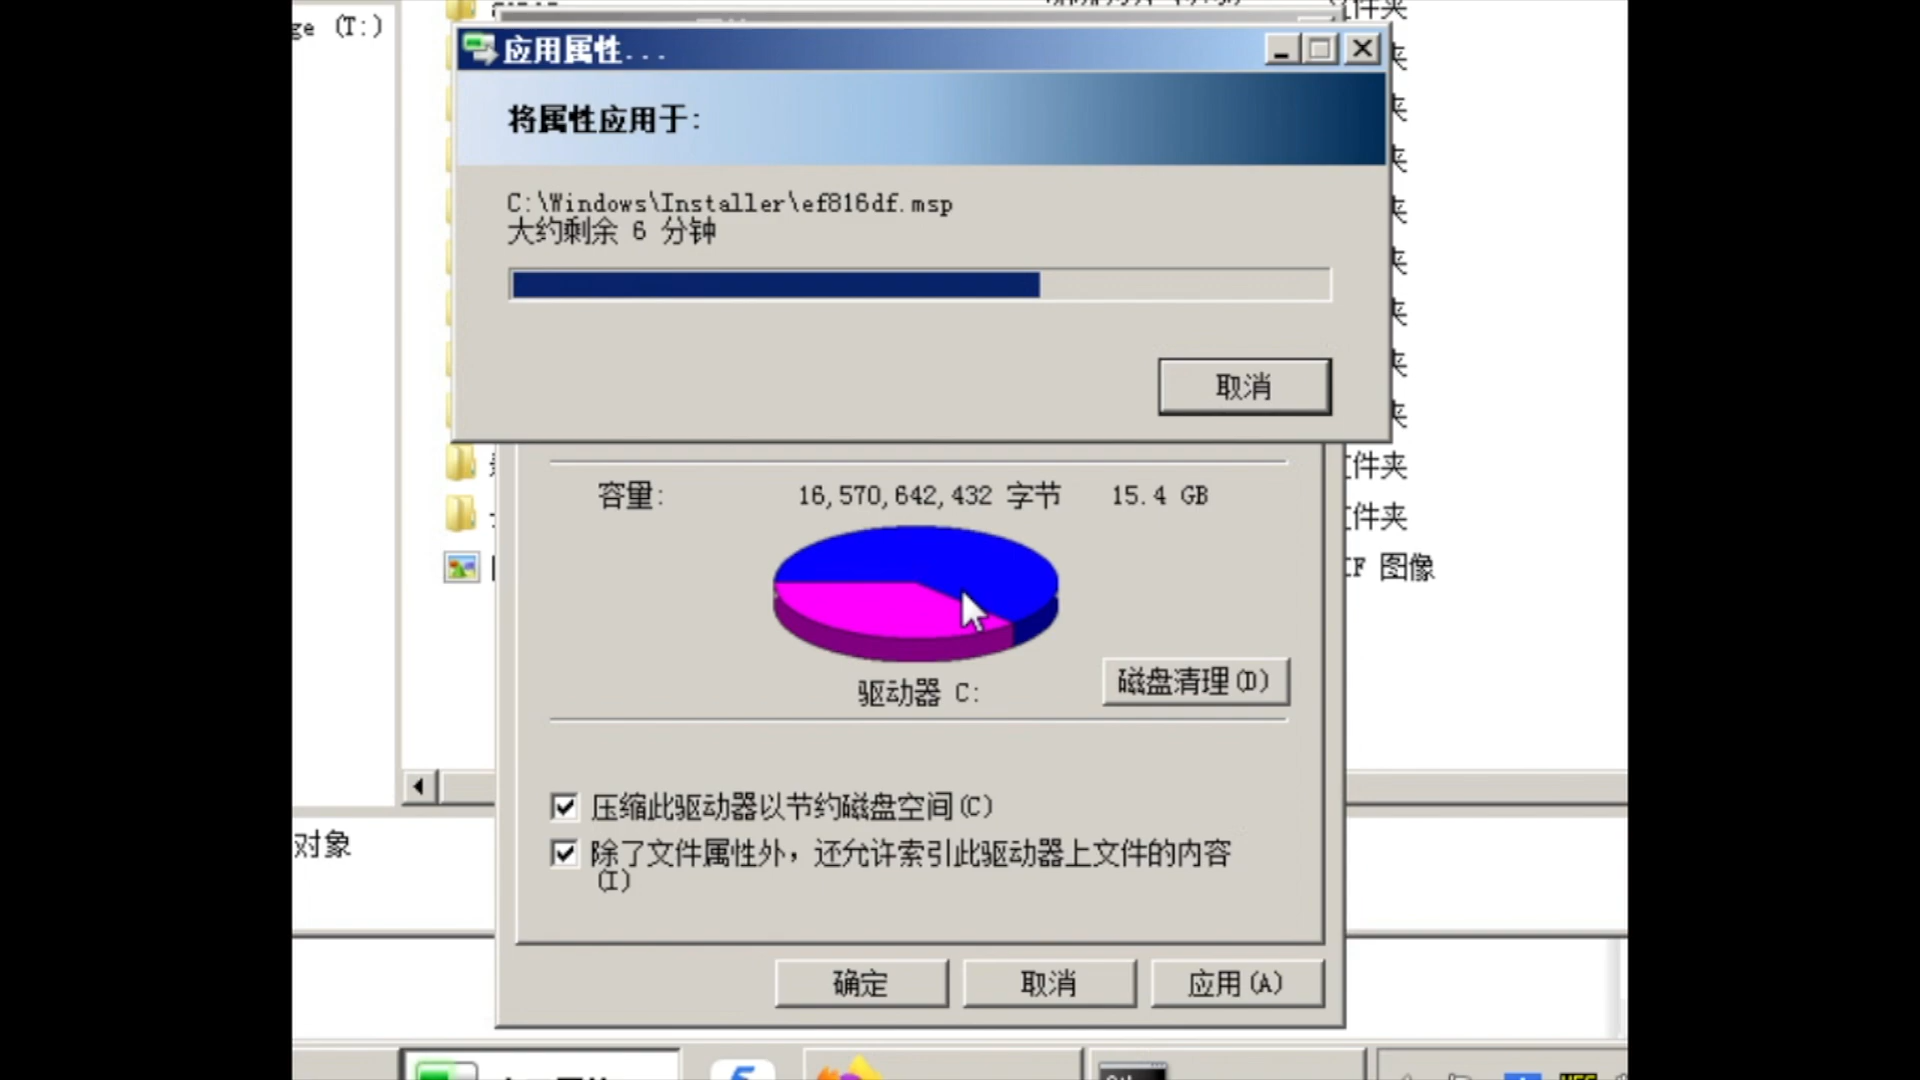 ge (T:)
应用属性...
将属性应用于:
C:\Windows\Installer\ef816df.msp
大约剩余 6 分钟
取消
件夹
件夹
容量: 16,570,642,432 字节 15.4 GB
图像
驱动器 C:
磁盘清理(D)
压缩此驱动器以节约磁盘空间(C)
对象
除了文件属性外，还允许索引此驱动器上文件的内容
(I)
确定 取消 应用(A)